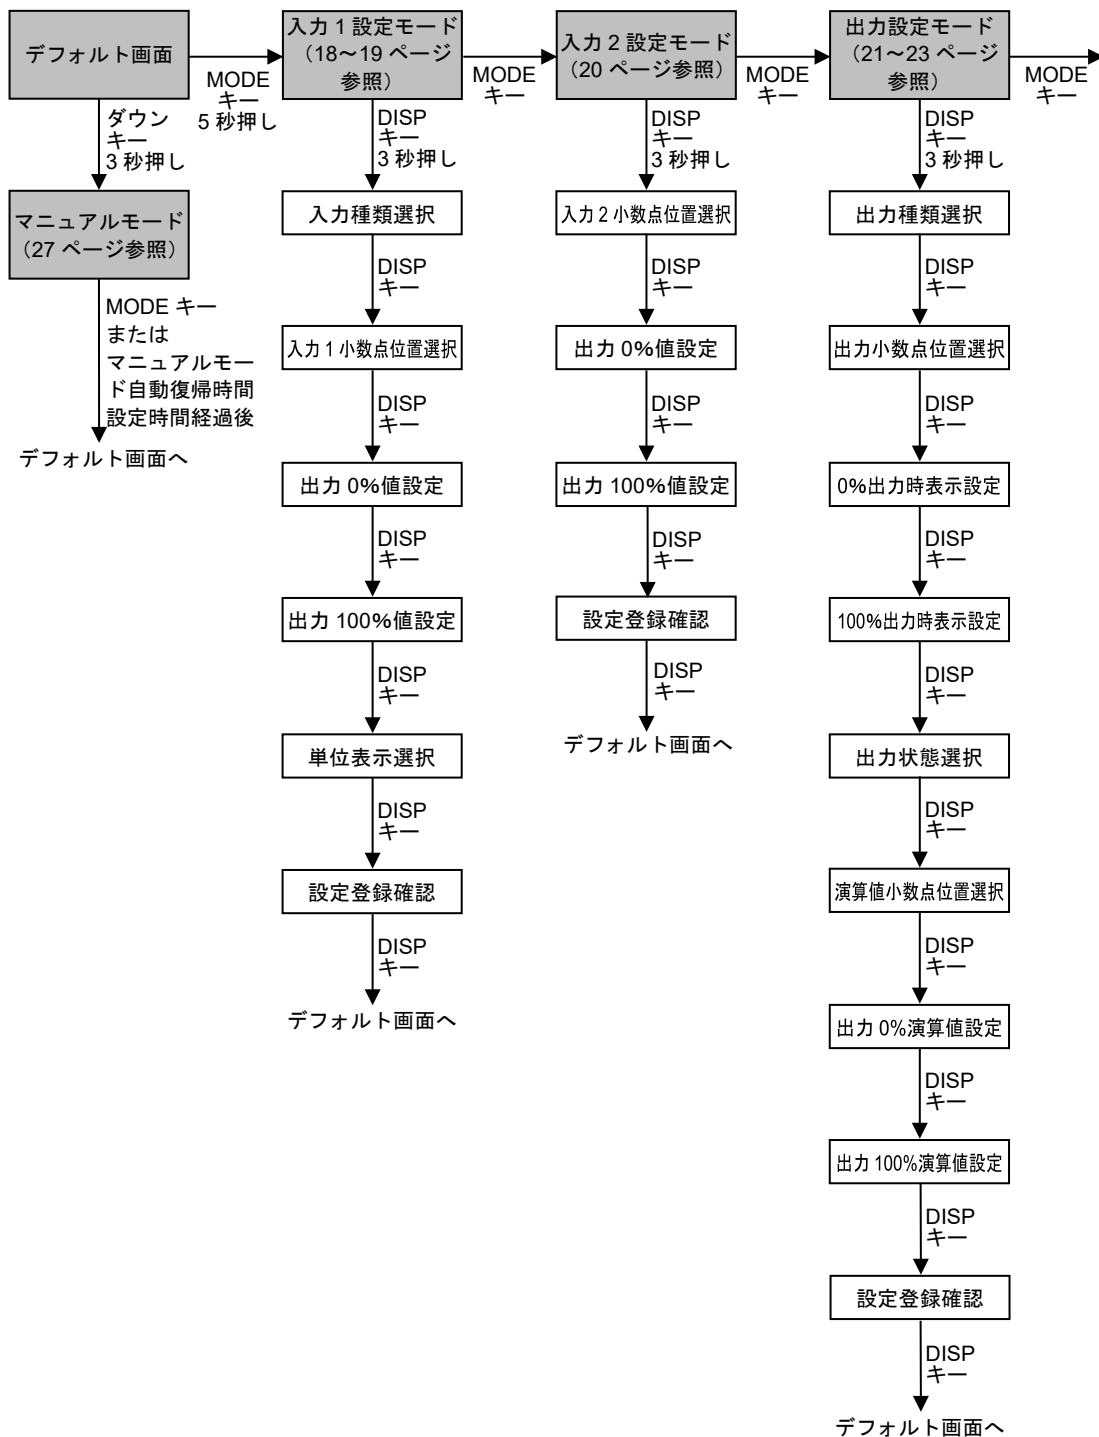 デフォルト画面
MODE
キー
5 秒押し
ダウン
キー
3 秒押し
マニュアルモード
（27 ページ参照）
MODE キー
または
マニュアルモー
ド自動復帰時間
設定時間経過後
デフォルト画面へ
入力 1 設定モード
（18～19 ページ
参照）
MODE
キー
DISP
キー
3 秒押し
入力種類選択
DISP
キー
入力 1 小数点位置選択
DISP
キー
出力 0%値設定
DISP
キー
出力 100%値設定
DISP
キー
単位表示選択
DISP
キー
設定登録確認
DISP
キー
デフォルト画面へ
入力 2 設定モード
（20 ページ参照）
MODE
キー
DISP
キー
3 秒押し
入力 2 小数点位置選択
DISP
キー
出力 0%値設定
DISP
キー
出力 100%値設定
DISP
キー
設定登録確認
DISP
キー
デフォルト画面へ
出力設定モード
（21～23 ページ
参照）
MODE
キー
DISP
キー
3 秒押し
出力種類選択
DISP
キー
出力小数点位置選択
DISP
キー
0%出力時表示設定
DISP
キー
100%出力時表示設定
DISP
キー
出力状態選択
DISP
キー
演算値小数点位置選択
DISP
キー
出力 0%演算値設定
DISP
キー
出力 100%演算値設定
DISP
キー
設定登録確認
DISP
キー
デフォルト画面へ